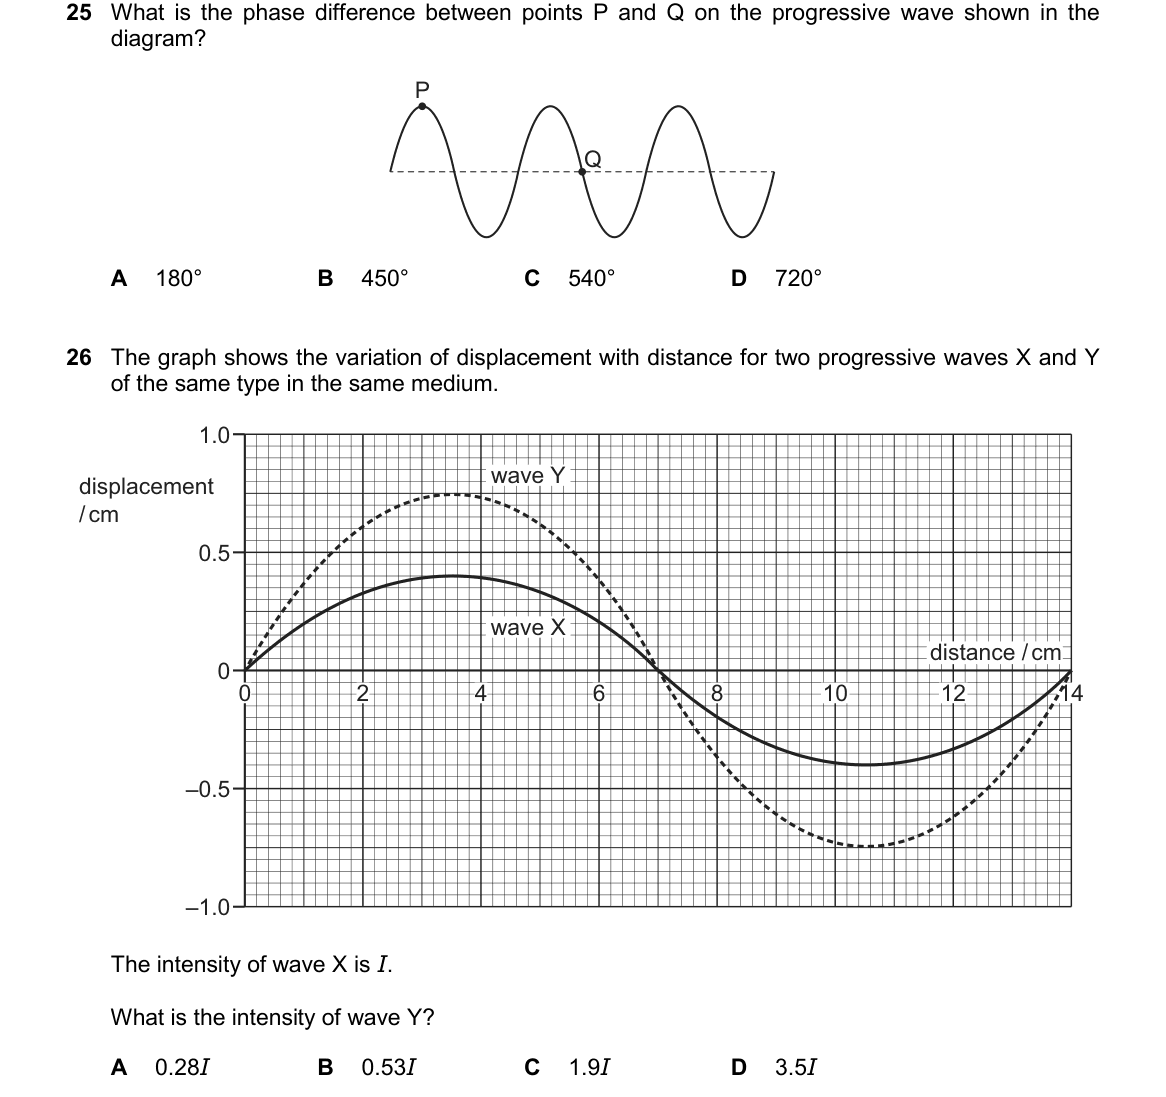 25 What is the phase difference between points P and Q on the progressive wave shown in the
diagram?
P
Q
A 180° B 450° C 540° D 720°
26 The graph shows the variation of displacement with distance for two progressive waves X and Y
of the same type in the same medium.
1.0
displacement
/ cm
wave Y
0.5
wave X
distance / cm
0
0 2 4 6 8 10 12 14
–0.5
–1.0
The intensity of wave X is I.
What is the intensity of wave Y?
A 0.28I B 0.53I C 1.9I D 3.5I